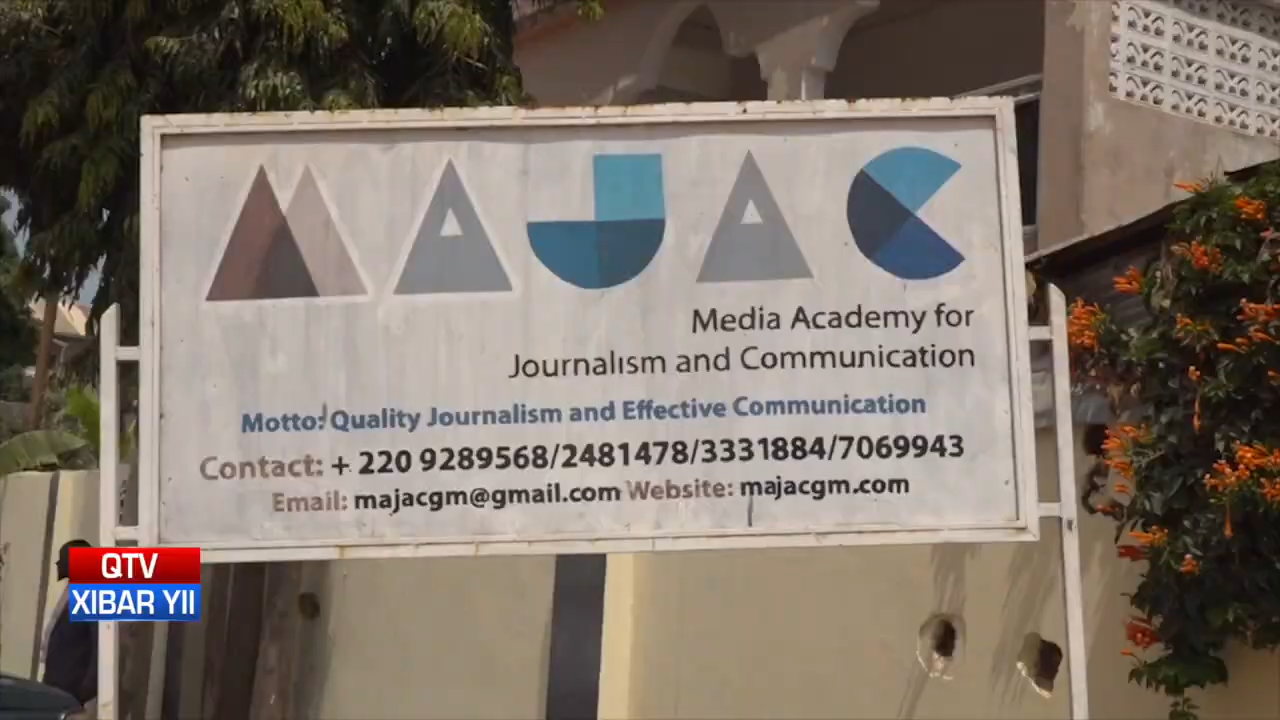 MAJAC
Media Academy for
Journalism and Communication
Motto: Quality Journalism and Effective Communication
Contact: + 220 9289568/2481478/3331884/7069943
Email: majacgm@gmail.com Website: majacgm.com
QTV
XIBAR YII